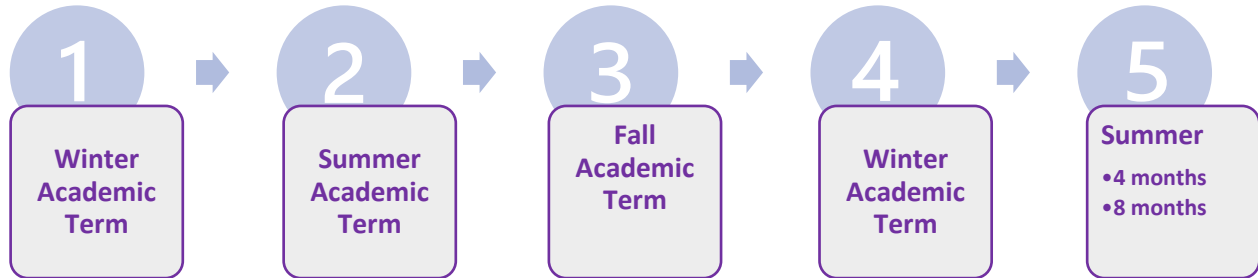 1
Winter
Academic
Term
2
Summer
Academic
Term
3
Fall
Academic
Term
4
Winter
Academic
Term
5
Summer
•4 months
•8 months